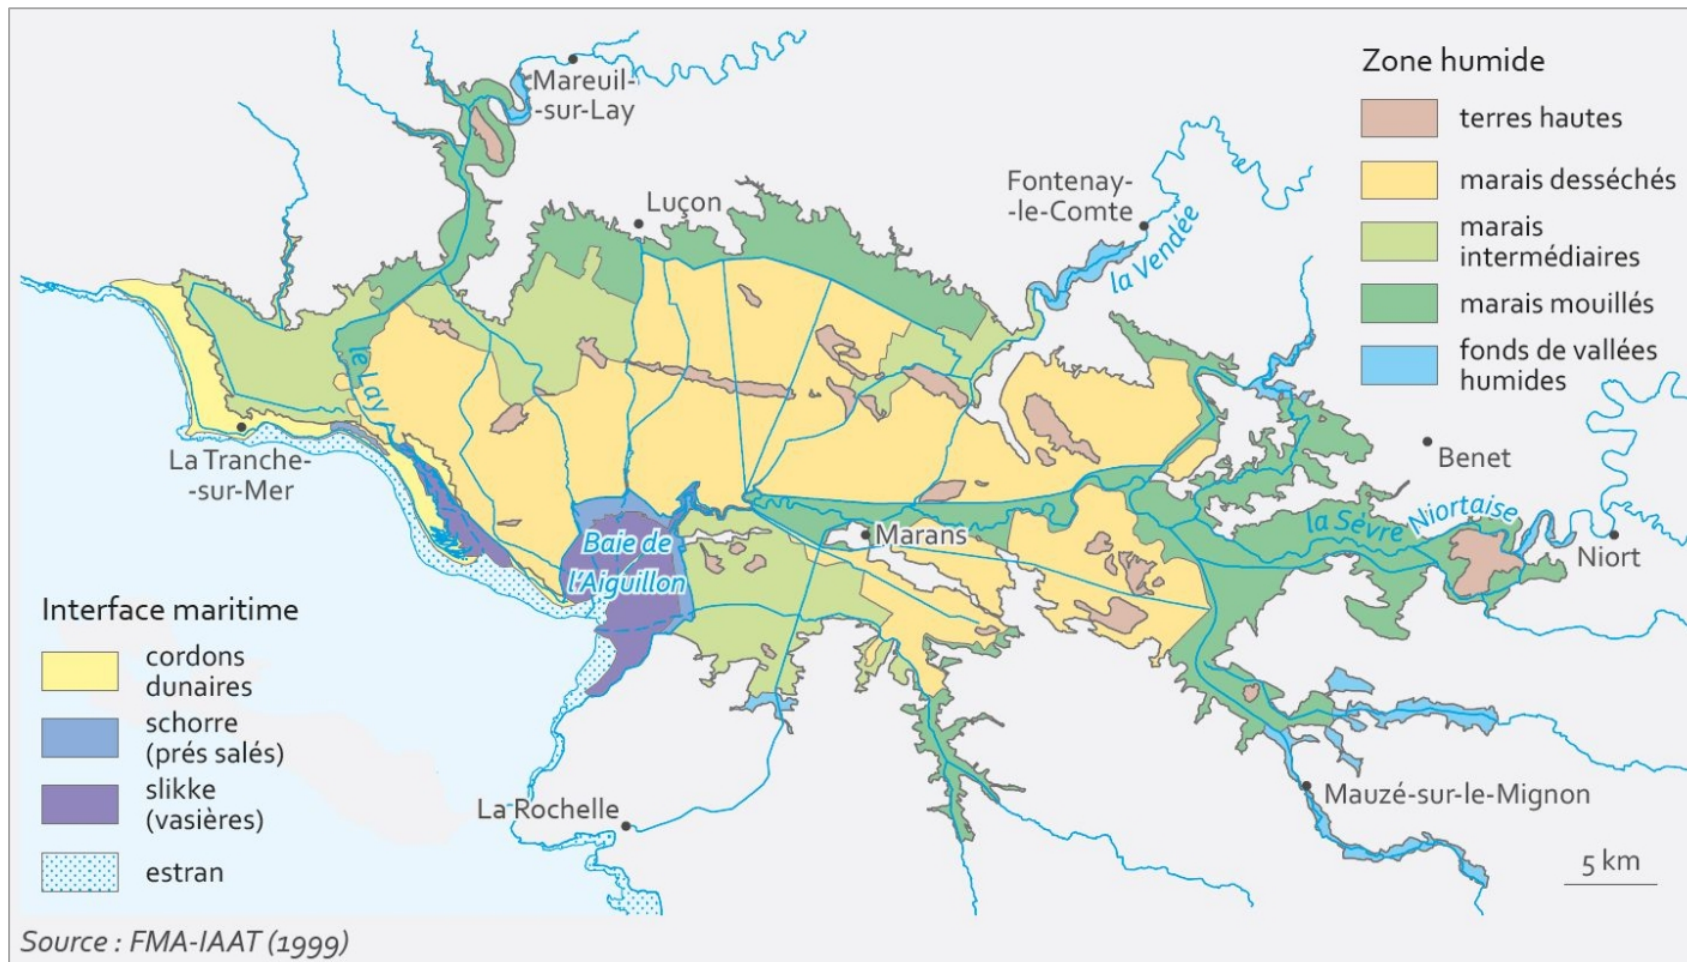 Mareuil-
-sur-Lay
Luçon
Fontenay-
-le-Comte
la Vendée
Zone humide
terres hautes
marais desséchés
marais
intermédiaires
marais mouillés
fonds de vallées
humides
le Lay
La Tranche-
-sur-Mer
Benet
la Sèvre Niortaise
Niort
Marans
Baie de
l'Aiguillon
Interface maritime
cordons
dunaires
schorre
(prés salés)
slikke
(vasières)
estran
La Rochelle
Mauzé-sur-le-Mignon
5 km
Source : FMA-IAAT (1999)